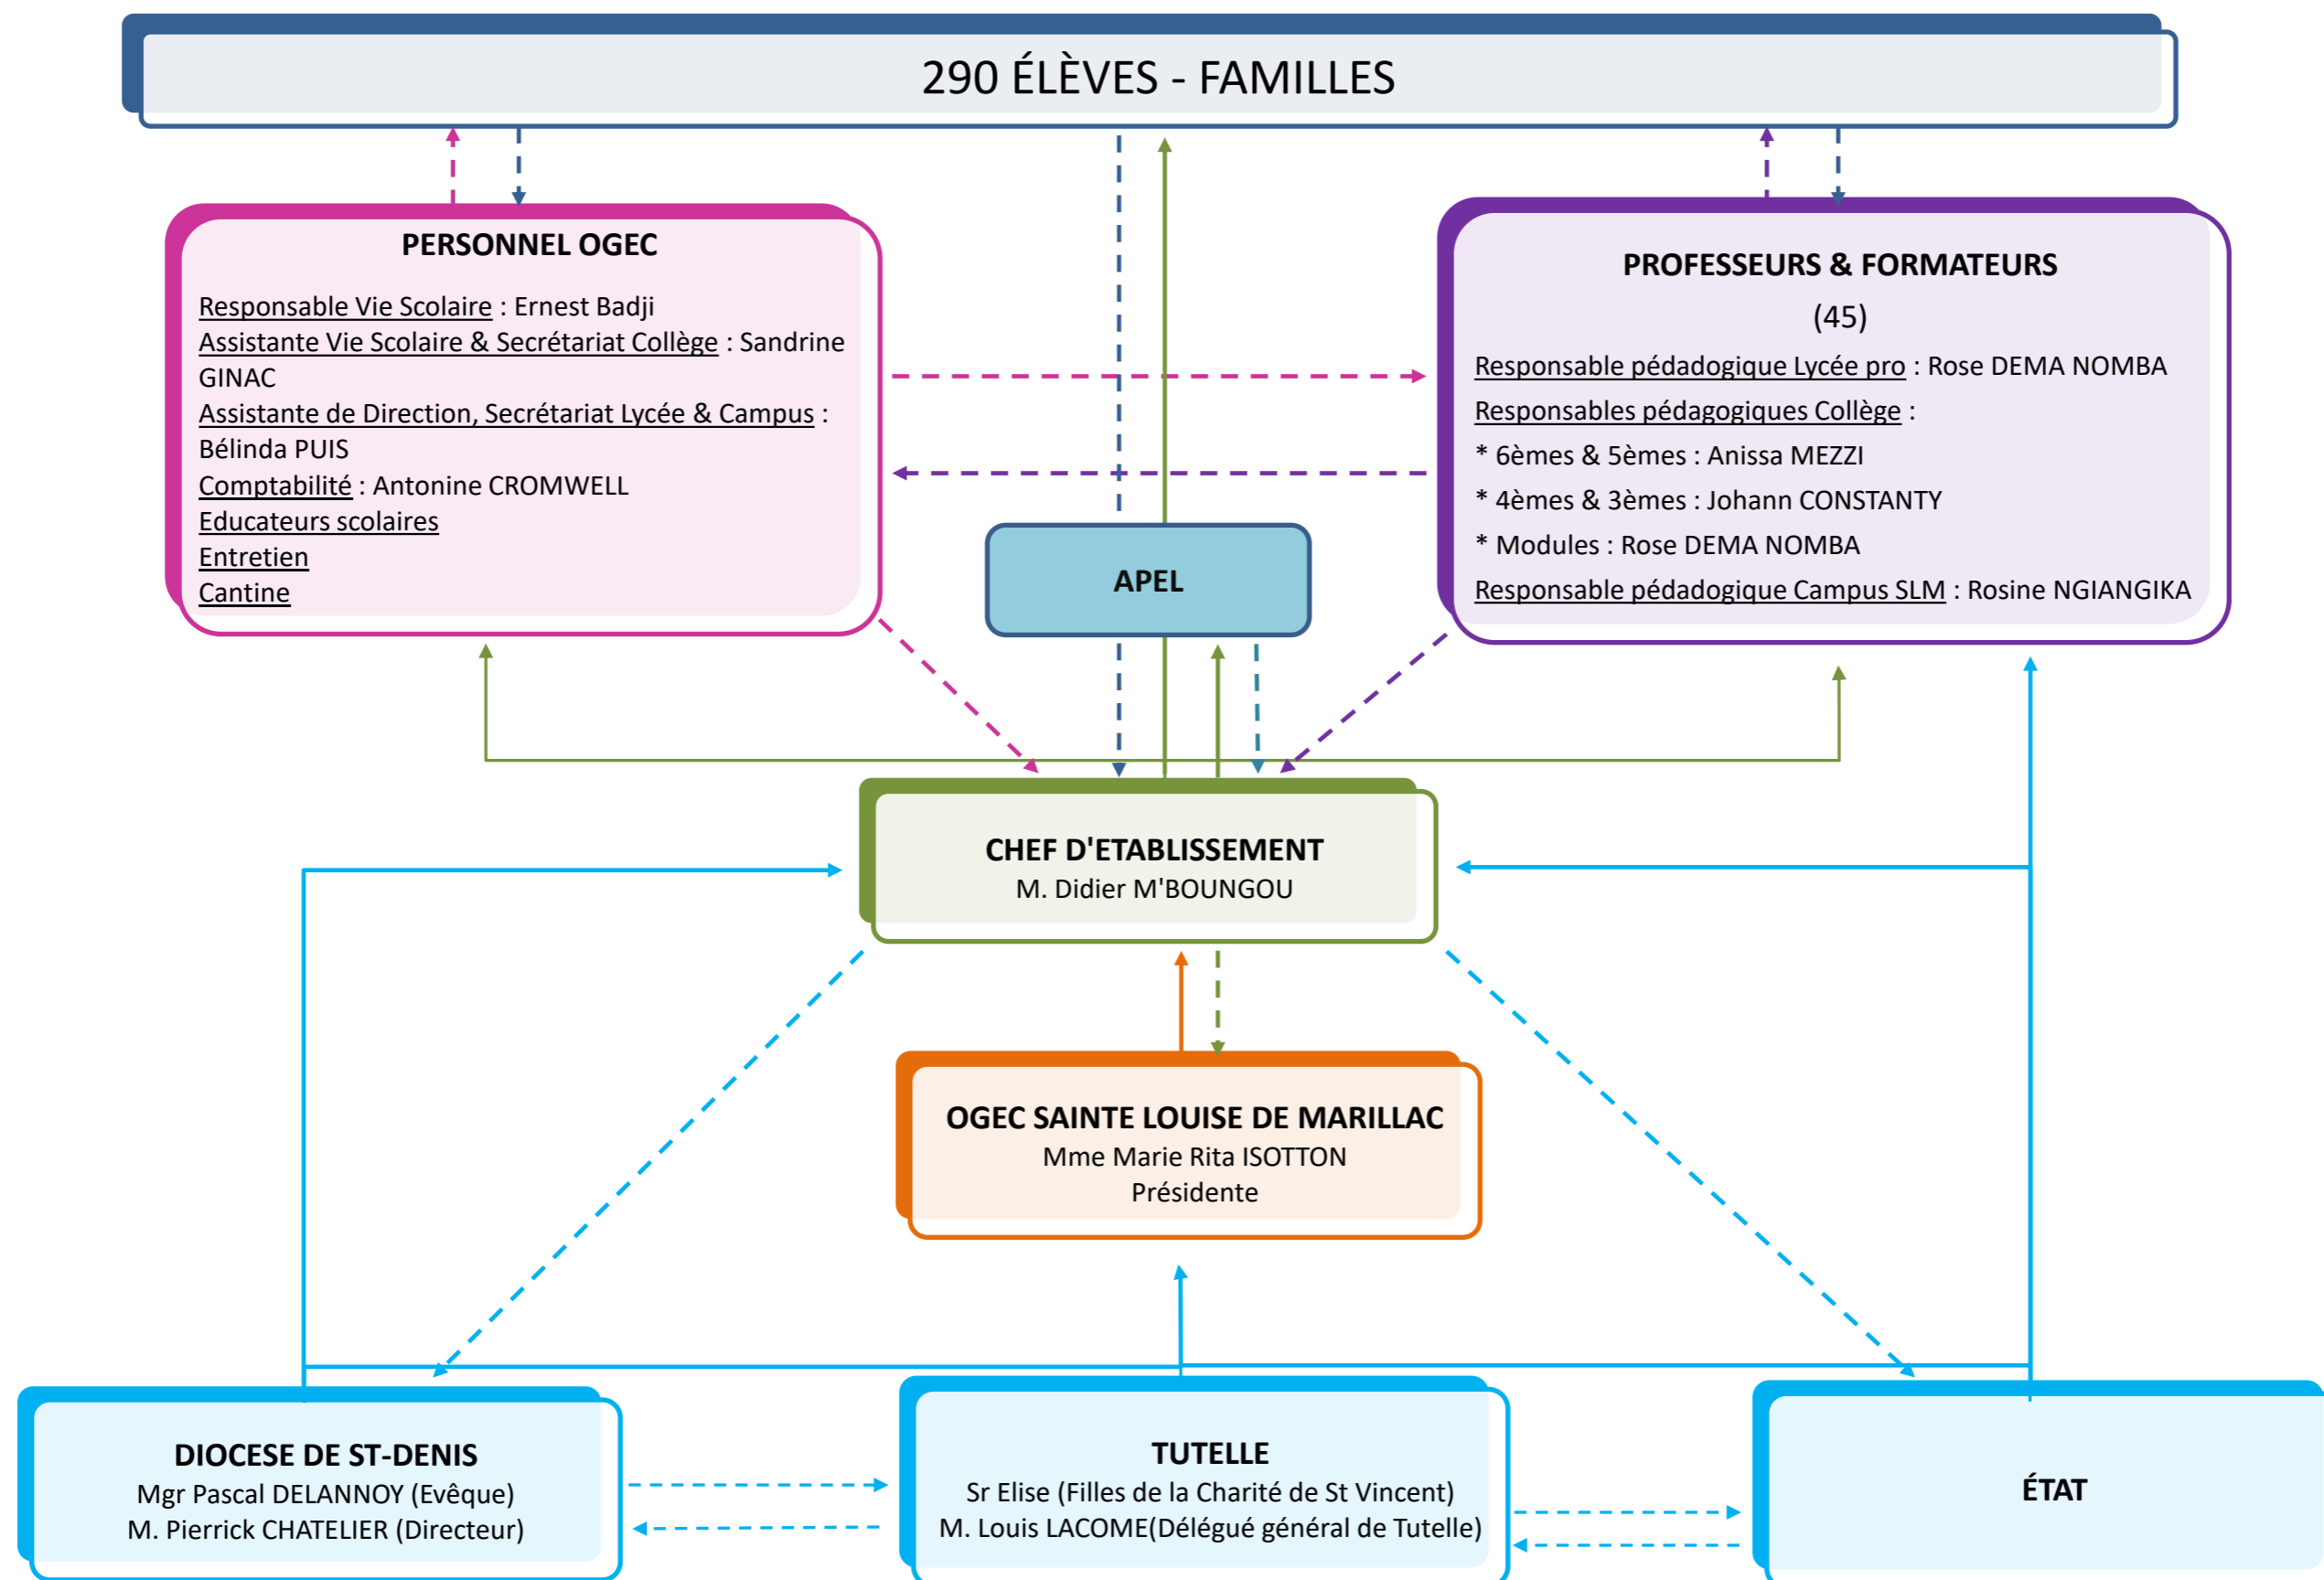 290 ÉLÈVES - FAMILLES
PERSONNEL OGEC
Responsable Vie Scolaire : Ernest Badji
Assistante Vie Scolaire & Secrétariat Collège : Sandrine
GINAC
Assistante de Direction, Secrétariat Lycée & Campus :
Bélinda PUIS
Comptabilité : Antonine CROMWELL
Educateurs scolaires
Entretien
Cantine
PROFESSEURS & FORMATEURS
(45)
Responsable pédadogique Lycée pro : Rose DEMA NOMBA
Responsables pédagogiques Collège :
* 6èmes & 5èmes : Anissa MEZZI
* 4èmes & 3èmes : Johann CONSTANTY
* Modules : Rose DEMA NOMBA
Responsable pédadogique Campus SLM : Rosine NGIANGIKA
APEL
CHEF D'ETABLISSEMENT
M. Didier M'BOUNGOU
OGEC SAINTE LOUISE DE MARILLAC
Mme Marie Rita ISOTTON
Présidente
DIOCESE DE ST-DENIS
Mgr Pascal DELANNOY (Evêque)
M. Pierrick CHATELIER (Directeur)
TUTELLE
Sr Elise (Filles de la Charité de St Vincent)
M. Louis LACOME(Délégué général de Tutelle)
ÉTAT